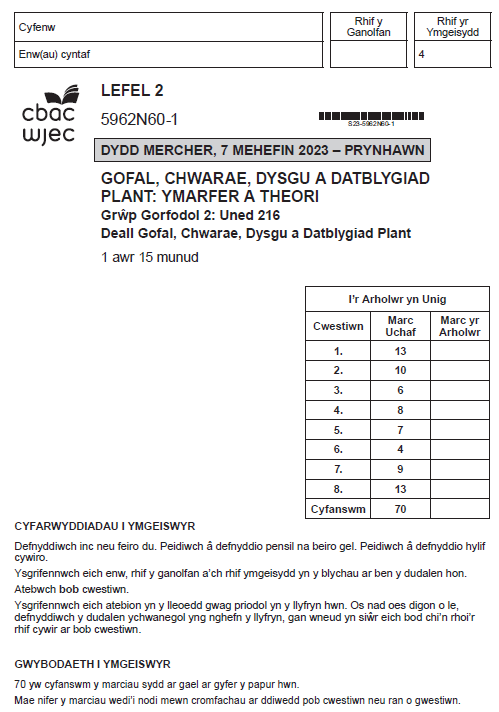 Cyfenw
Rhif y
Ganolfan
Rhif yr
Ymgeisydd
Enw(au) cyntaf
4
cbac
wjec
LEFEL 2
5962N60-1
S23-5962N60-1
DYDD MERCHER, 7 MEHEFIN 2023 – PRYNHAWN
GOFAL, CHWARAE, DYSGU A DATBLYGIAD
PLANT: YMARFER A THEORI
Grŵp Gorfodol 2: Uned 216
Deall Gofal, Chwarae, Dysgu a Datblygiad Plant
1 awr 15 munud
I'r Arholwr yn Unig
Cwestiwn
Marc
Uchaf
Marc yr
Arholwr
1. 13
2. 10
3. 6
4. 8
5. 7
6. 4
7. 9
8. 13
Cyfanswm 70
CYFARWYDDIADAU I YMGEISWYR
Defnyddiwch inc neu feiro du. Peidiwch â defnyddio pensil na beiro gel. Peidiwch â defnyddio hylif
cywiro.
Ysgrifennwch eich enw, rhif y ganolfan a'ch rhif ymgeisydd yn y blychau ar ben y dudalen hon.
Atebwch bob cwestiwn.
Ysgrifennwch eich atebion yn y lleoedd gwag priodol yn y llyfryn hwn. Os nad oes digon o le,
defnyddiwch y dudalen ychwanegol yng nghefn y llyfryn, gan wneud yn siŵr eich bod chi'n rhoi'r
rhif cywir ar bob cwestiwn.
GWYBODAETH I YMGEISWYR
70 yw cyfanswm y marciau sydd ar gael ar gyfer y papur hwn.
Mae nifer y marciau wedi'i nodi mewn cromfachau ar ddiwedd pob cwestiwn neu ran o gwestiwn.